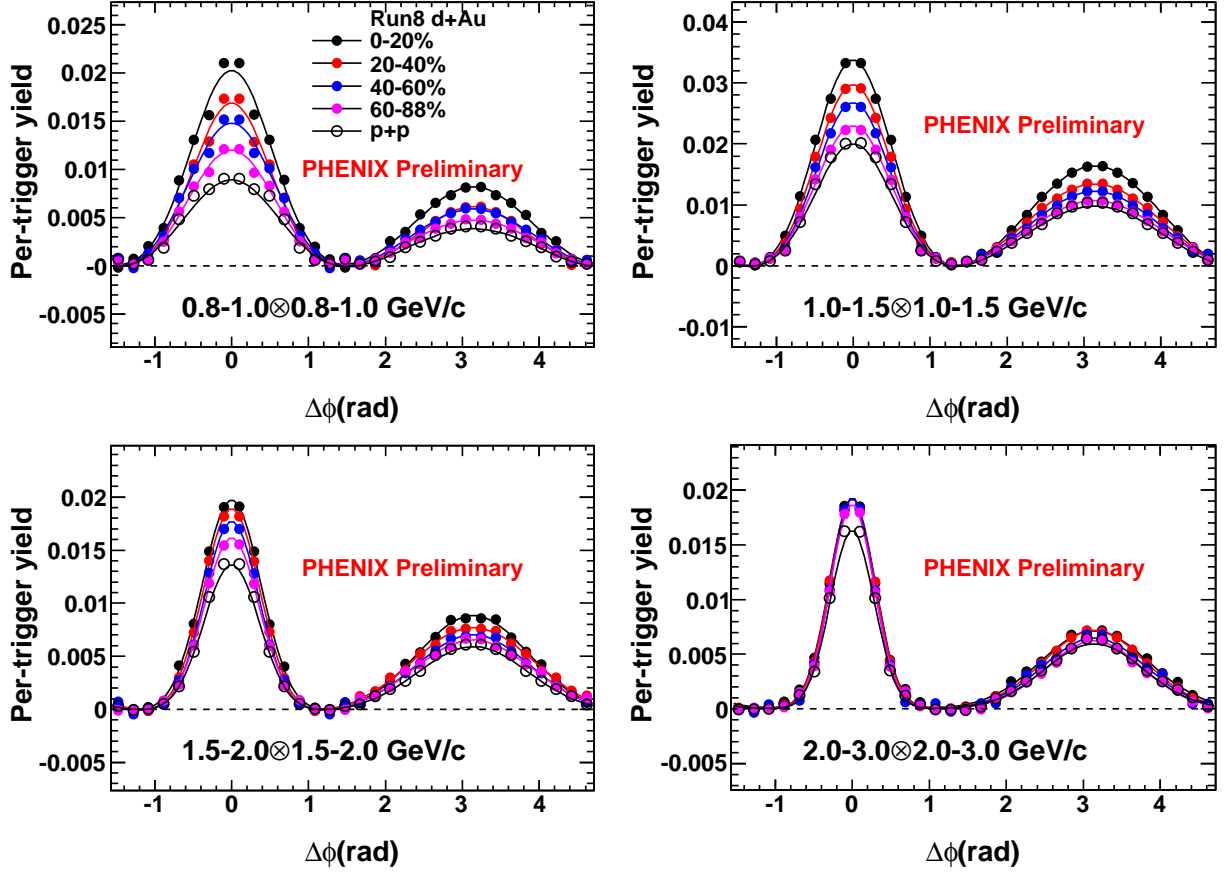 Per-trigger yield
0.025
0.02
0.015
0.01
0.005
-0
-0.005
Run8 d+Au
0-20%
20-40%
40-60%
60-88%
p+p
PHENIX Preliminary
0.8-1.0⊗0.8-1.0 GeV/c
-1 0 1 2 3 4
Δϕ(rad)
Per-trigger yield
0.04
0.03
0.02
0.01
0
-0.01
PHENIX Preliminary
1.0-1.5⊗1.0-1.5 GeV/c
-1 0 1 2 3 4
Δϕ(rad)
Per-trigger yield
0.02
0.015
0.01
0.005
0
-0.005
PHENIX Preliminary
1.5-2.0⊗1.5-2.0 GeV/c
-1 0 1 2 3 4
Δϕ(rad)
Per-trigger yield
0.02
0.015
0.01
0.005
0
-0.005
PHENIX Preliminary
2.0-3.0⊗2.0-3.0 GeV/c
-1 0 1 2 3 4
Δϕ(rad)